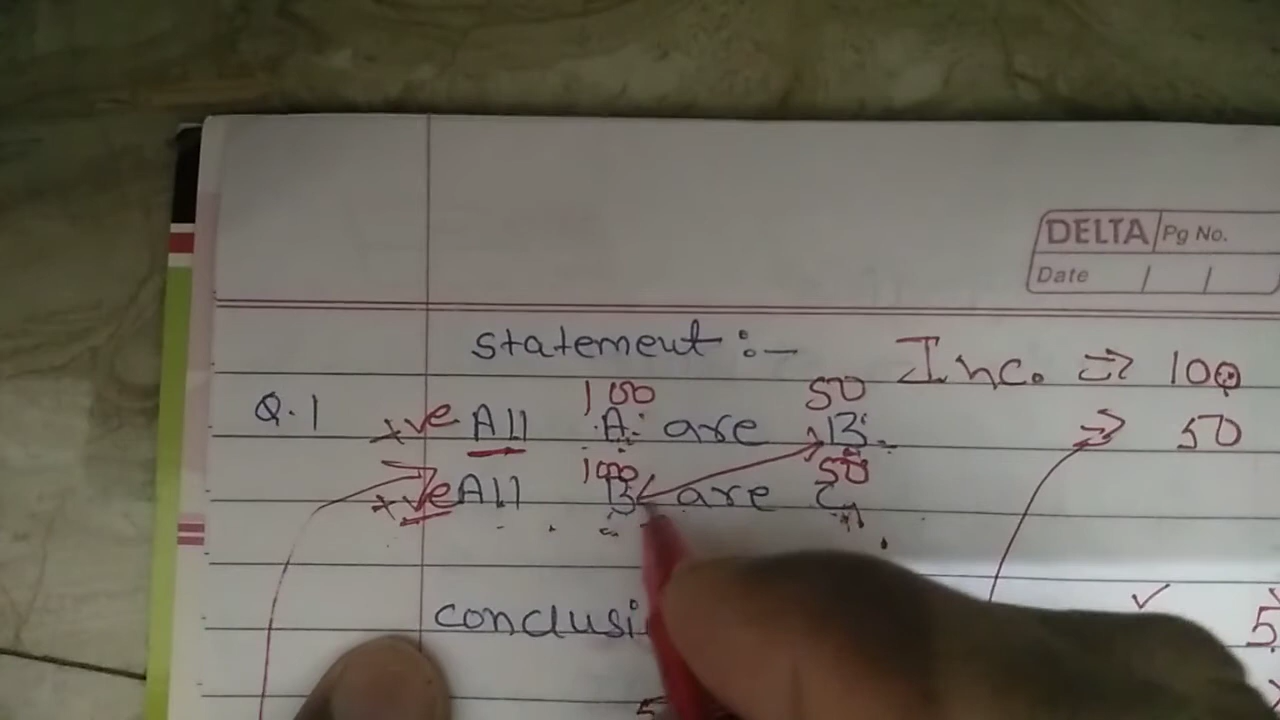 DELTA Pg No.
Date / /
Statement :-
Inc. ⇒ 100
100 50
Q.1 +ve All A are B
⇒ 50
100 50
+ve All B are C
✓
conclusi
5